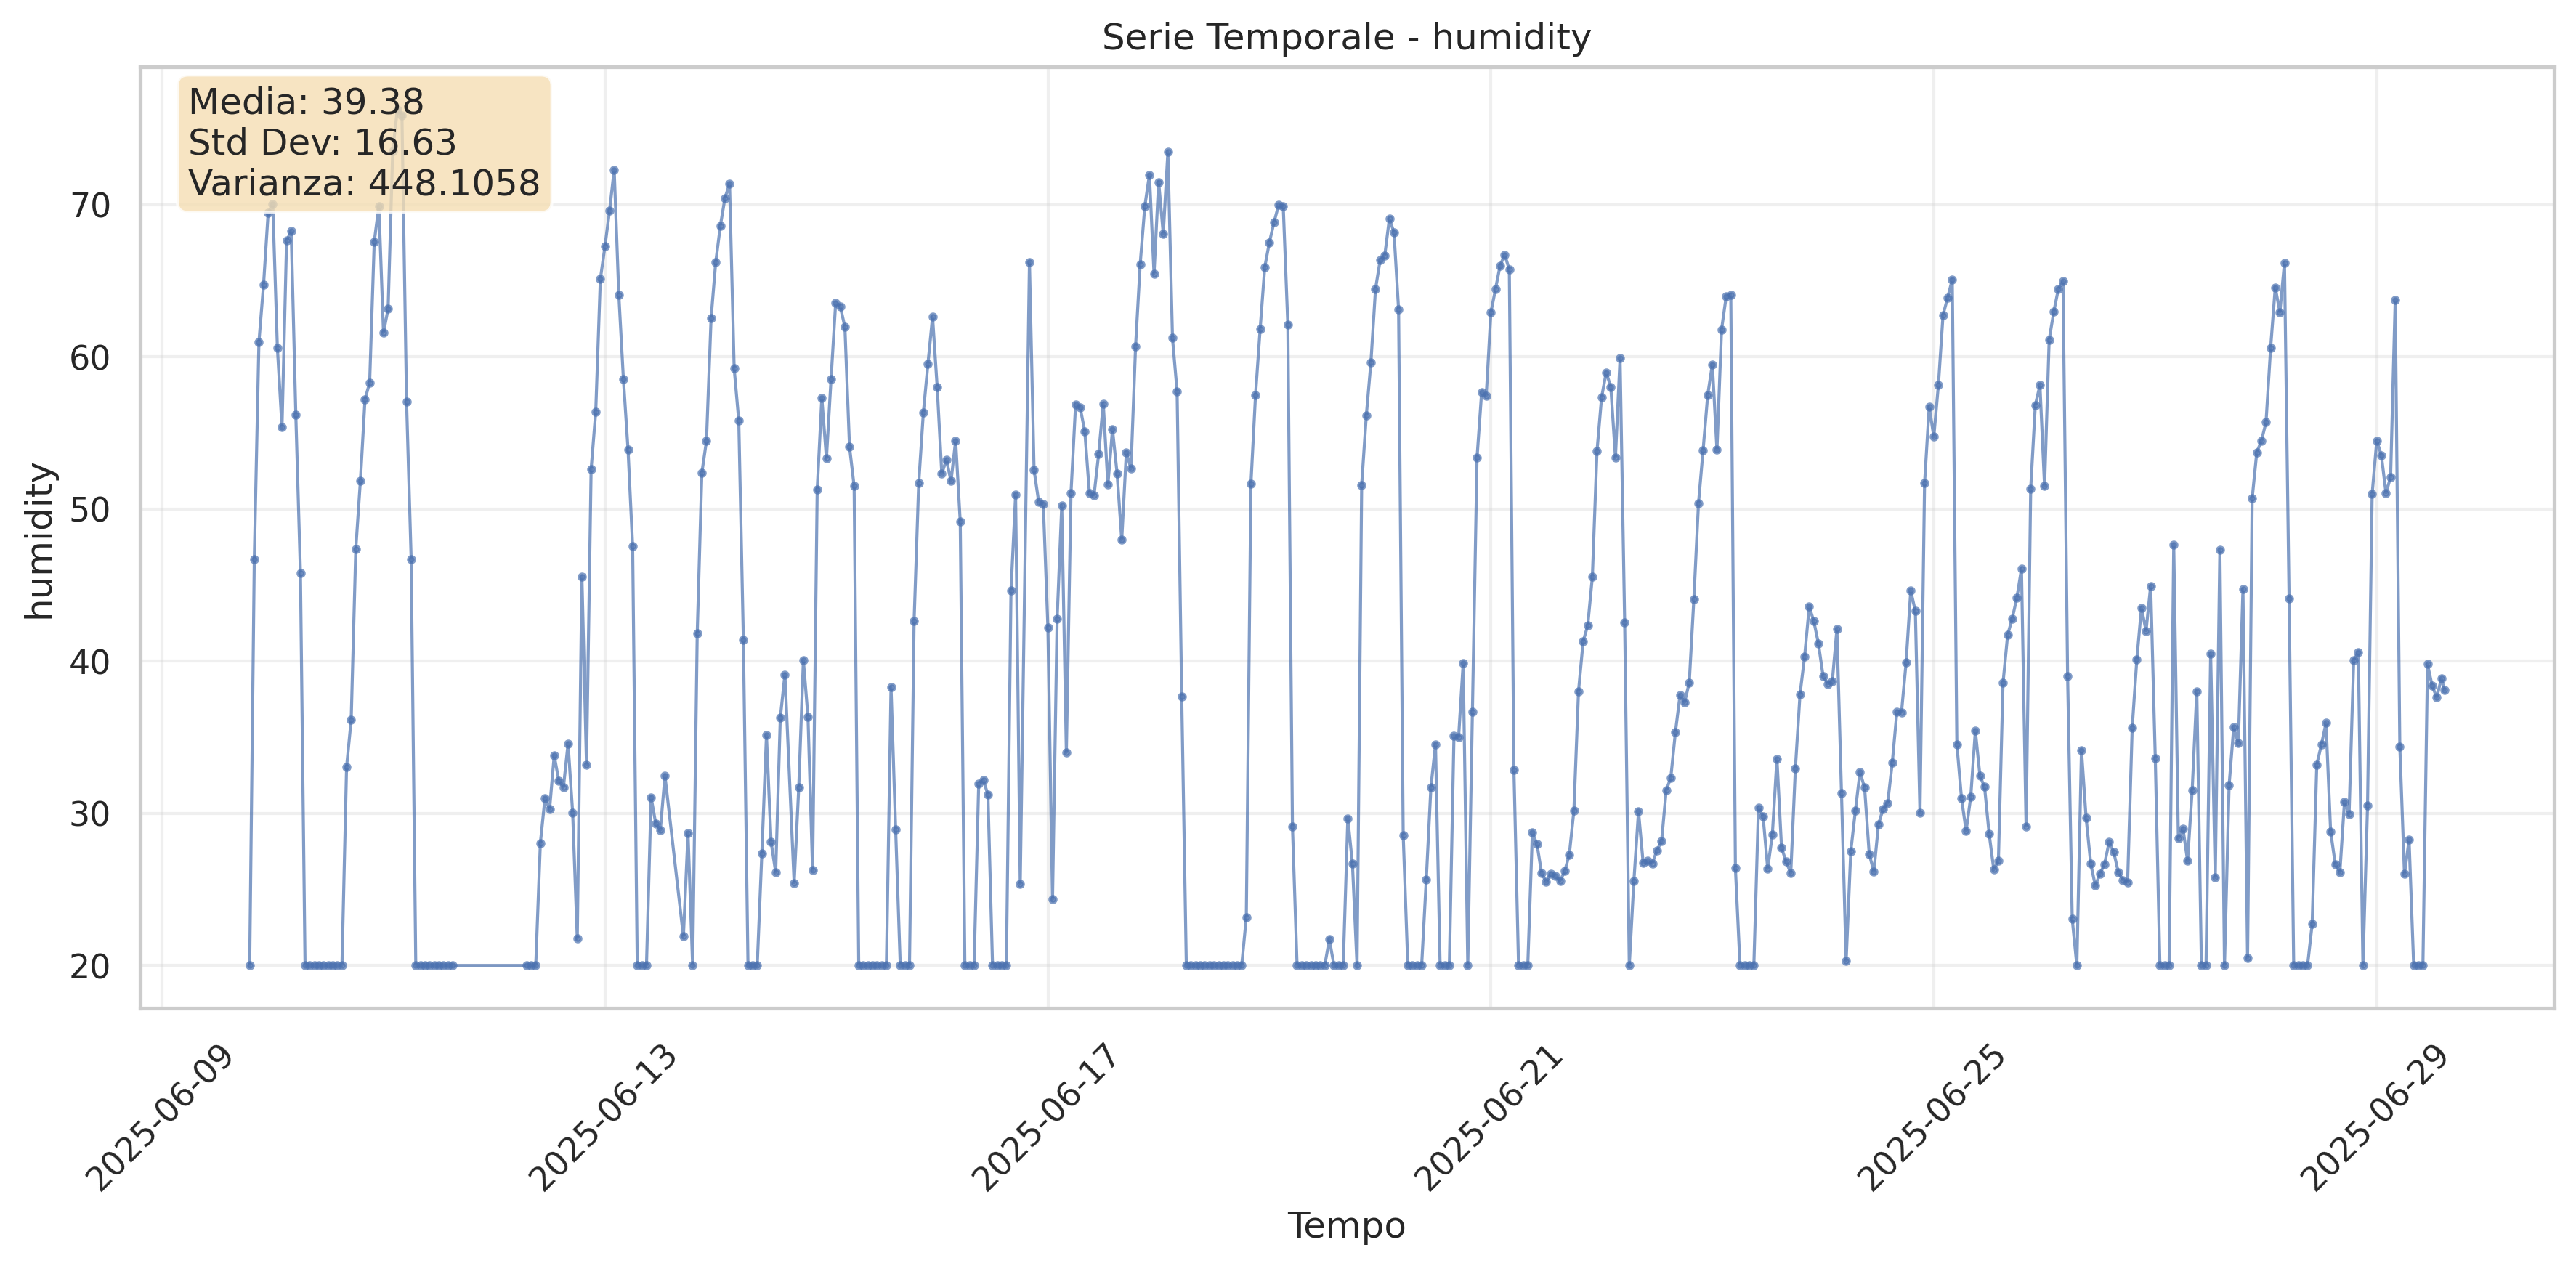 Serie Temporale - humidity
Media: 39.38
Std Dev: 16.63
Varianza: 448.1058
humidity
70
60
50
40
30
20
2025-06-09
2025-06-13
2025-06-17
2025-06-21
2025-06-25
2025-06-29
Tempo